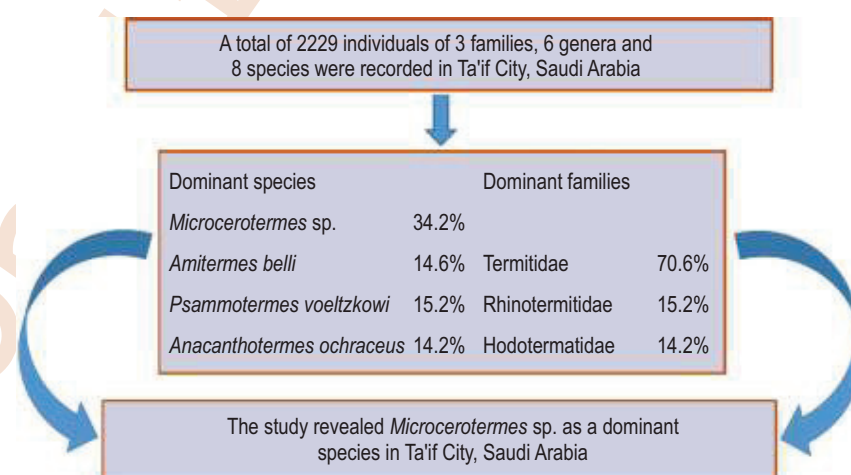 A total of 2229 individuals of 3 families, 6 genera and
8 species were recorded in Ta'if City, Saudi Arabia
Dominant species Dominant families
Microcerotermes sp. 34.2%
Amitermes belli 14.6% Termitidae 70.6%
Psammotermes voeltzkowi 15.2% Rhinotermitidae 15.2%
Anacanthotermes ochraceus 14.2% Hodotermatidae 14.2%
The study revealed Microcerotermes sp. as a dominant
species in Ta'if City, Saudi Arabia